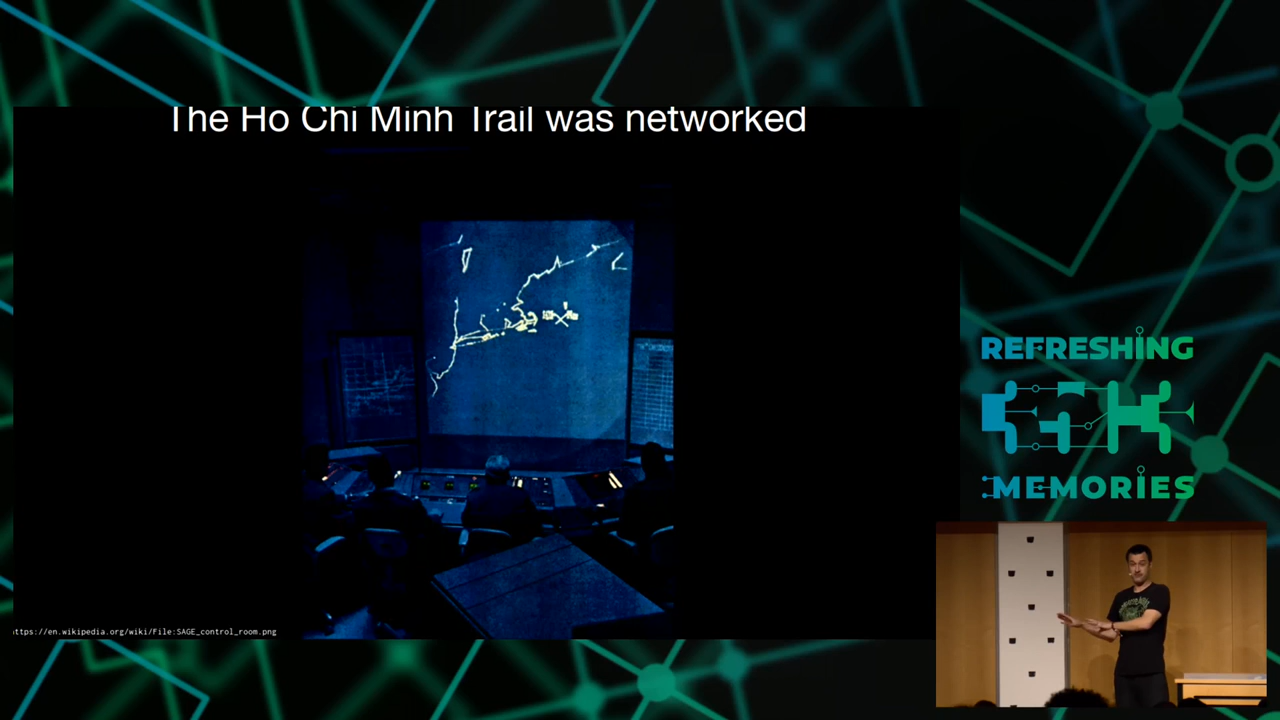 The Ho Chi Minh Trail was networked
REFRESHING
MEMORIES
https://en.wikipedia.org/wiki/File:SAGE_control_room.png